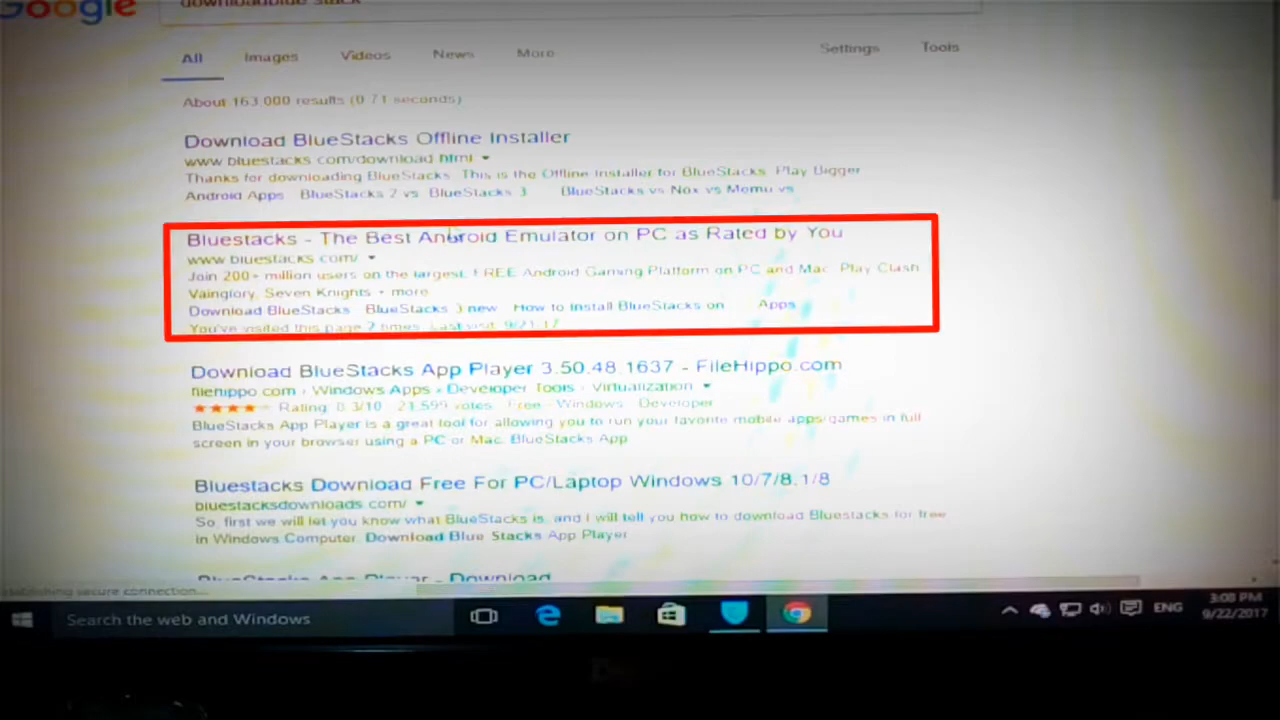 Google
downloadblue stack
All Images Videos News More Settings Tools
About 163,000 results (0.71 seconds)
Download BlueStacks Offline Installer
www.bluestacks.com/download.html
Thanks for downloading BlueStacks. This is the Offline Installer for BlueStacks. Play Bigger
Android Apps BlueStacks 2 vs BlueStacks 3 BlueStacks vs Nox vs Memu vs
Bluestacks - The Best Android Emulator on PC as Rated by You
www.bluestacks.com/
Join 200+ million users on the largest, FREE Android Gaming Platform on PC and Mac. Play Clash
Vainglory, Seven Knights + more
Download BlueStacks BlueStacks 3 new How to install BlueStacks on Apps
You've visited this page 2 times. Last visit: 9/21/17
Download BlueStacks App Player 3.50.48.1637 - FileHippo.com
filehippo.com › Windows Apps › Developer Tools › Virtualization
Rating: 8.3/10 21,599 votes Free Windows Developer
BlueStacks App Player is a great tool for allowing you to run your favorite mobile apps/games in full
screen in your browser using a PC or Mac. BlueStacks App
Bluestacks Download Free For PC/Laptop Windows 10/7/8.1/8
bluestacksdownloads.com/
So, first we will let you know what BlueStacks is, and I will tell you how to download Bluestacks for free
in Windows Computer. Download Blue Stacks App Player
BlueStacks App Player - Download
establishing secure connection...
Search the web and Windows
ENG
3:08 PM
9/22/2017